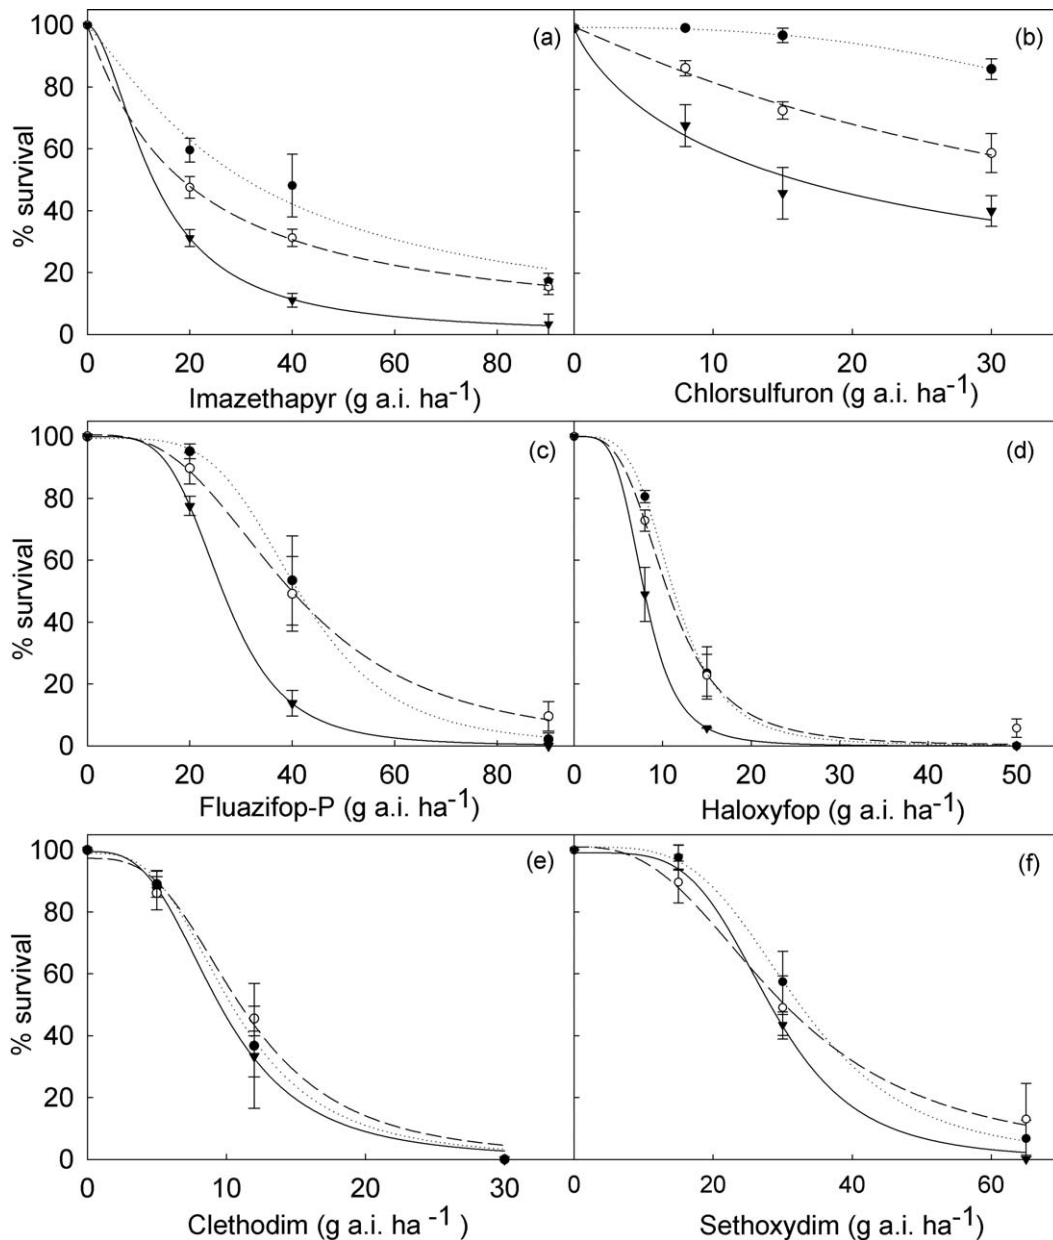 100
80
60
40
20
0
% survival
(a)
0 20 40 60 80
Imazethapyr (g a.i. ha⁻¹)
(b)
0 10 20 30
Chlorsulfuron (g a.i. ha⁻¹)
100
80
60
40
20
0
% survival
(c)
0 20 40 60 80
Fluazifop-P (g a.i. ha⁻¹)
(d)
0 10 20 30 40 50
Haloxyfop (g a.i. ha⁻¹)
100
80
60
40
20
0
% survival
(e)
0 10 20 30
Clethodim (g a.i. ha ⁻¹ )
(f)
0 20 40 60
Sethoxydim (g a.i. ha⁻¹)